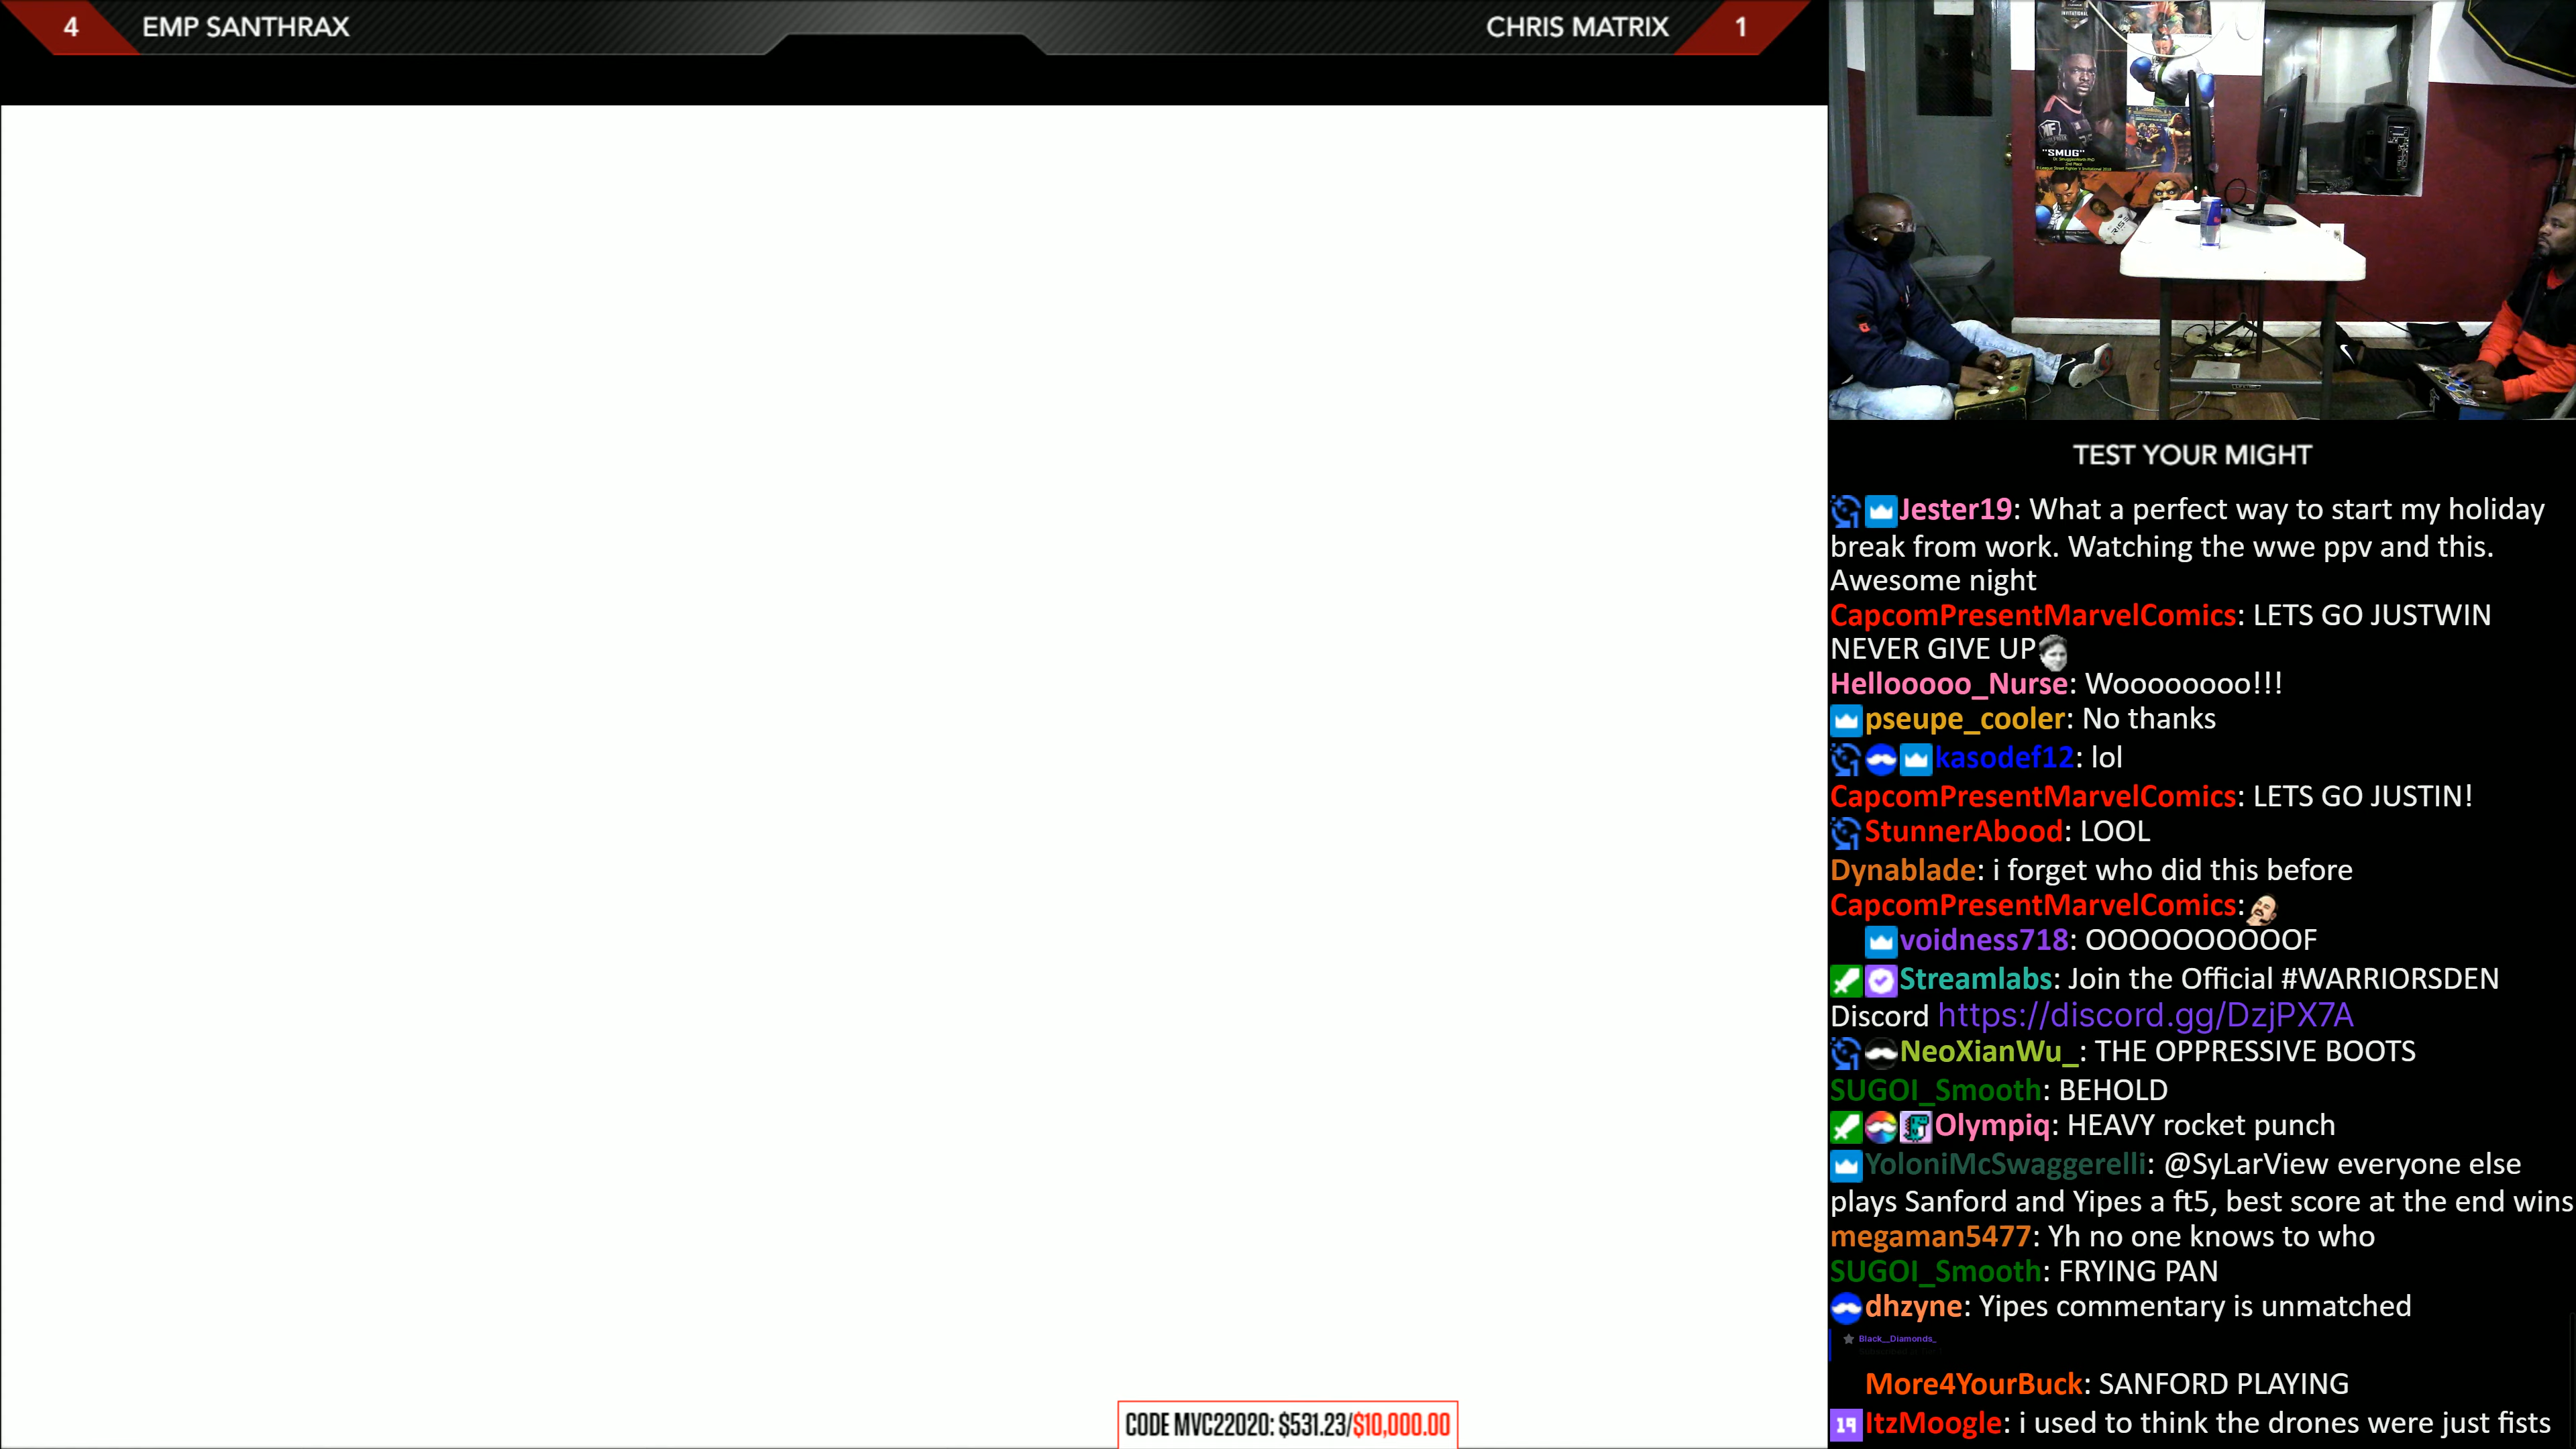 4 EMP SANTHRAX
CHRIS MATRIX 1
"SMUG"
TEST YOUR MIGHT
Jester19: What a perfect way to start my holiday
break from work. Watching the wwe ppv and this.
Awesome night
CapcomPresentMarvelComics: LETS GO JUSTWIN
NEVER GIVE UP
Hellooooo_Nurse: Woooooooo!!!
pseupe_cooler: No thanks
kasodef12: lol
CapcomPresentMarvelComics: LETS GO JUSTIN!
StunnerAbood: LOOL
Dynablade: i forget who did this before
CapcomPresentMarvelComics:
voidness718: OOOOOOOOOOF
Streamlabs: Join the Official #WARRIORSDEN
Discord https://discord.gg/DzjPX7A
NeoXianWu_: THE OPPRESSIVE BOOTS
SUGOI_Smooth: BEHOLD
Olympiq: HEAVY rocket punch
YoloniMcSwaggerelli: @SyLarView everyone else
plays Sanford and Yipes a ft5, best score at the end wins
megaman5477: Yh no one knows to who
SUGOI_Smooth: FRYING PAN
dhzyne: Yipes commentary is unmatched
Black__Diamonds_
More4YourBuck: SANFORD PLAYING
19 ItzMoogle: i used to think the drones were just fists
CODE MVC22020: $531.23/$10,000.00